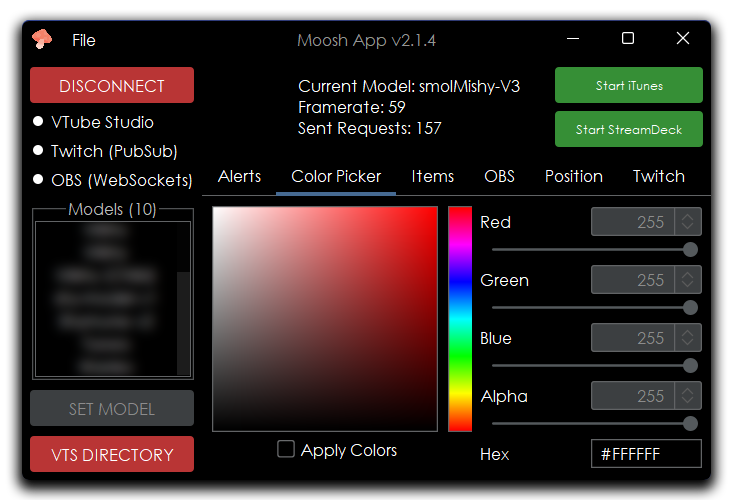 File
Moosh App v2.1.4
DISCONNECT
VTube Studio
Twitch (PubSub)
OBS (WebSockets)
Current Model: smolMishy-V3
Framerate: 59
Sent Requests: 157
Start iTunes
Start StreamDeck
Models (10)
SET MODEL
VTS DIRECTORY
Alerts Color Picker Items OBS Position Twitch
Red 255
Green 255
Blue 255
Alpha 255
Apply Colors
Hex #FFFFFF